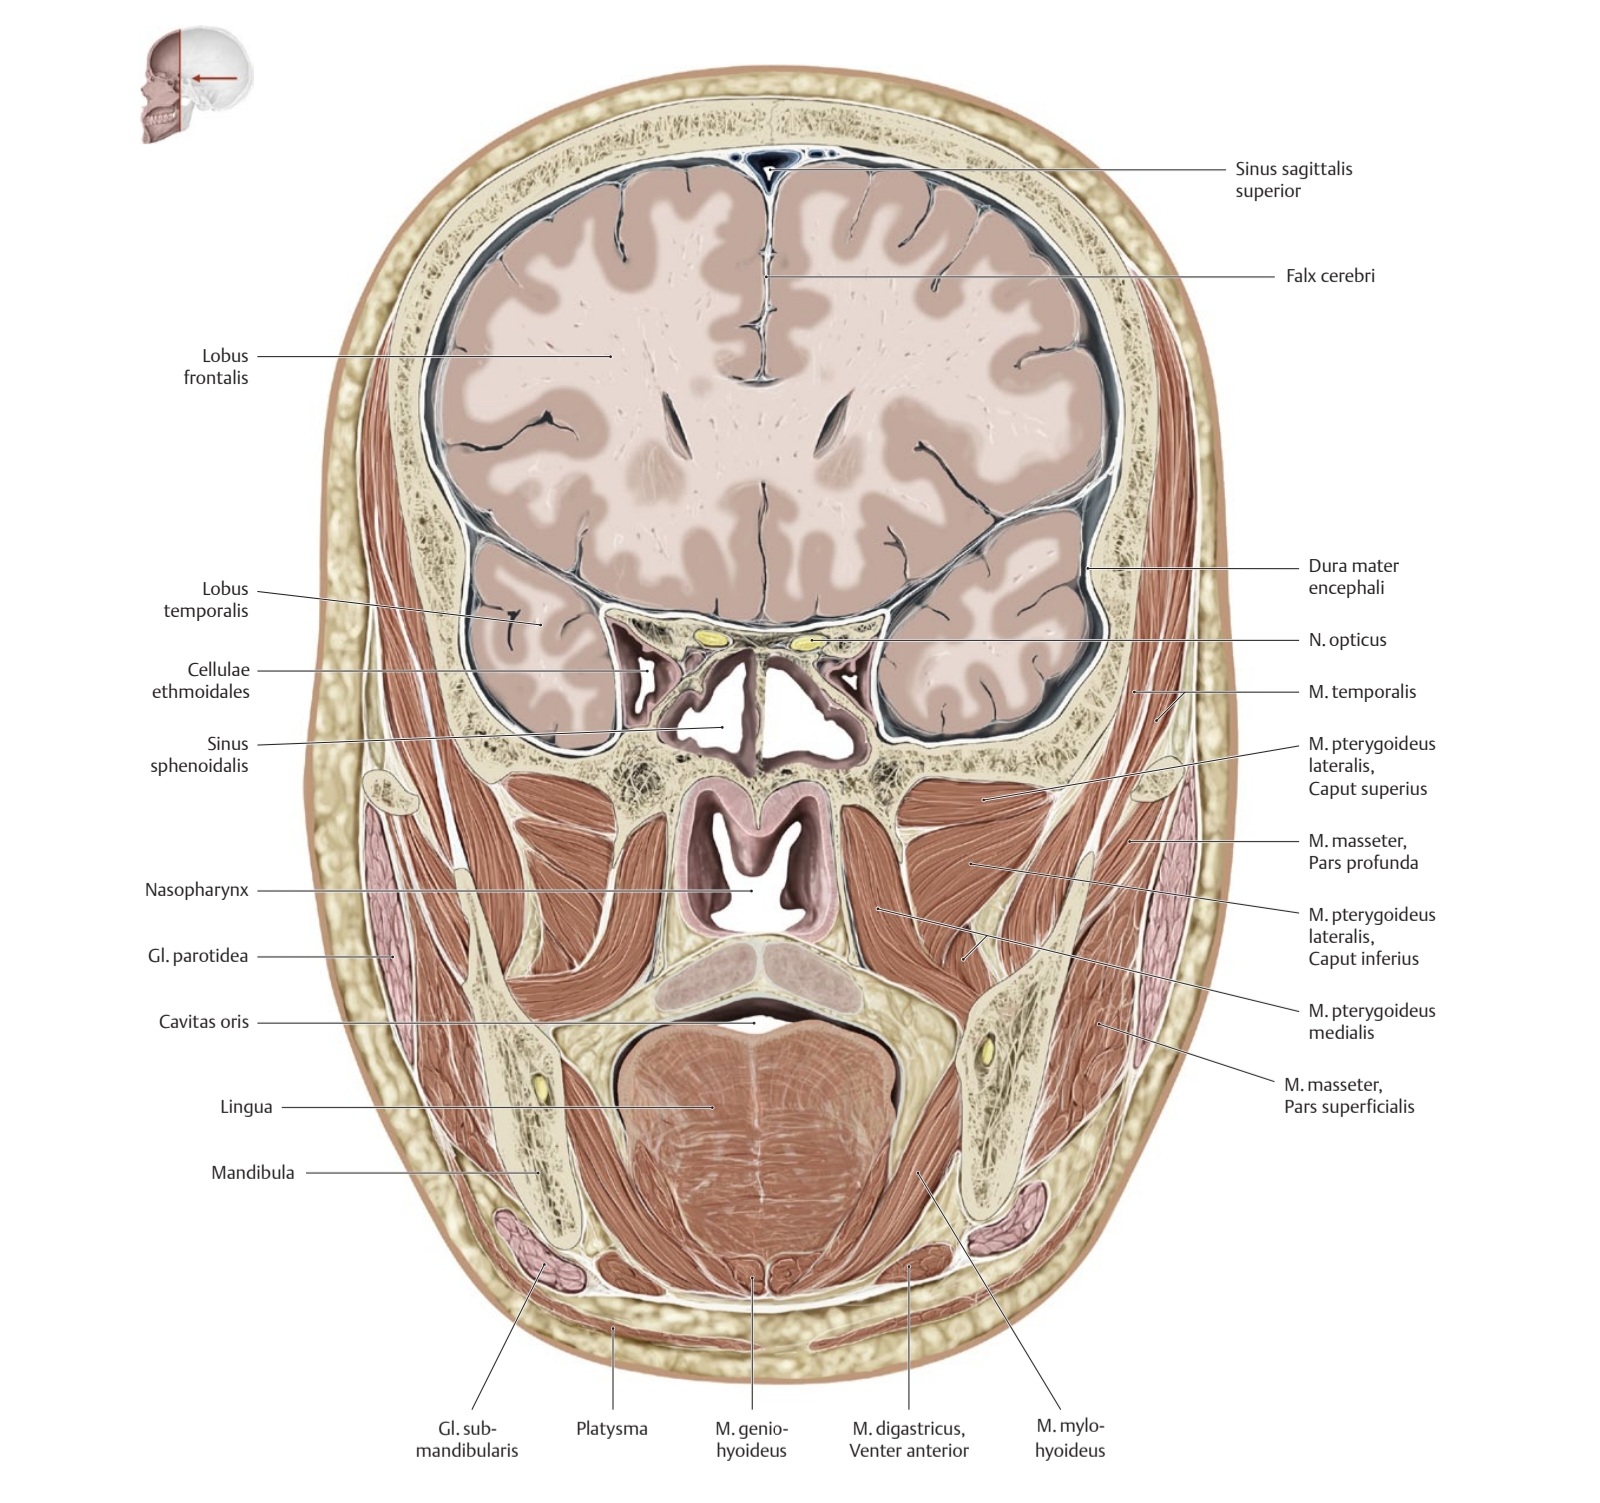 Sinus sagittalis
superior
Falx cerebri
Lobus
frontalis
Lobus
temporalis
Cellulae
ethmoidales
Sinus
sphenoidalis
Nasopharynx
Gl. parotidea
Cavitas oris
Lingua
Mandibula
Dura mater
encephali
N. opticus
M. temporalis
M. pterygoideus
lateralis,
Caput superius
M. masseter,
Pars profunda
M. pterygoideus
lateralis,
Caput inferius
M. pterygoideus
medialis
M. masseter,
Pars superficialis
Gl. sub-
mandibularis
Platysma
M. genio-
hyoideus
M. digastricus,
Venter anterior
M. mylo-
hyoideus